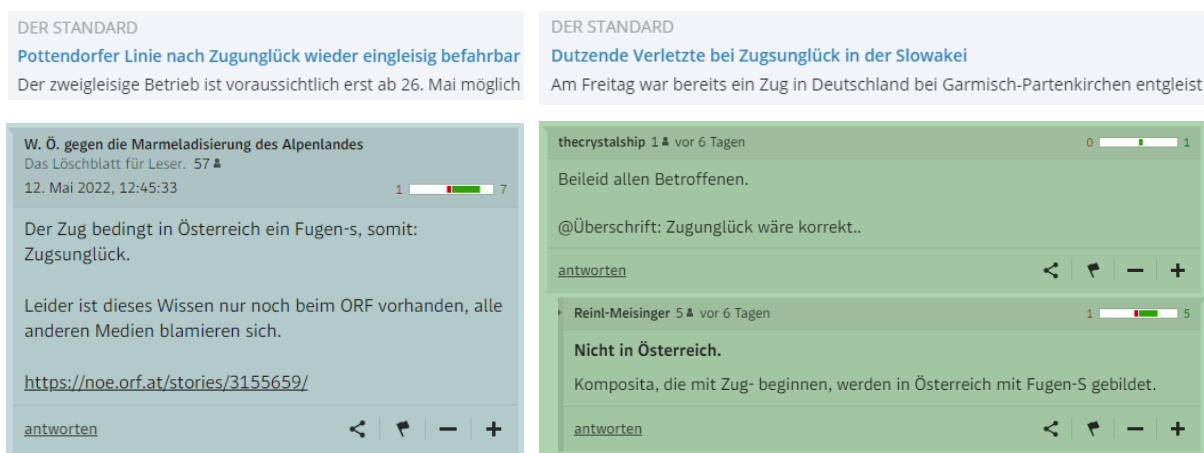 DER STANDARD
Pottendorfer Linie nach Zugunglück wieder eingleisig befahrbar
Der zweigleisige Betrieb ist voraussichtlich erst ab 26. Mai möglich
W. Ö. gegen die Marmeladisierung des Alpenlandes
Das Löschblatt für Leser. 57
12. Mai 2022, 12:45:33
1 7
Der Zug bedingt in Österreich ein Fugen-s, somit:
Zugsunglück.
Leider ist dieses Wissen nur noch beim ORF vorhanden, alle
anderen Medien blamieren sich.
https://noe.orf.at/stories/3155659/
antworten
DER STANDARD
Dutzende Verletzte bei Zugsunglück in der Slowakei
Am Freitag war bereits ein Zug in Deutschland bei Garmisch-Partenkirchen entgleist
thecrystalship 1 vor 6 Tagen 0 1
Beileid allen Betroffenen.
@Überschrift: Zugunglück wäre korrekt..
antworten
Reinl-Meisinger 5 vor 6 Tagen 1 5
Nicht in Österreich.
Komposita, die mit Zug- beginnen, werden in Österreich mit Fugen-S gebildet.
antworten